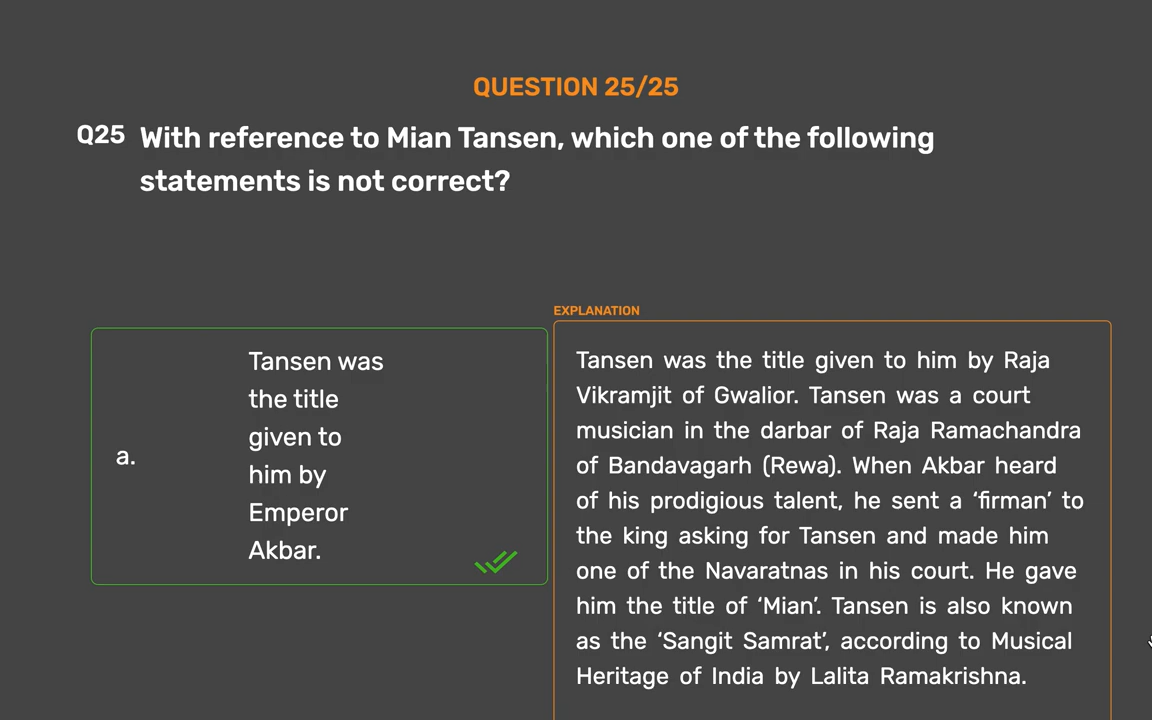 QUESTION 25/25
Q25 With reference to Mian Tansen, which one of the following
statements is not correct?
a.
Tansen was
the title
given to
him by
Emperor
Akbar.
EXPLANATION
Tansen was the title given to him by Raja
Vikramjit of Gwalior. Tansen was a court
musician in the darbar of Raja Ramachandra
of Bandavagarh (Rewa). When Akbar heard
of his prodigious talent, he sent a ‘firman’ to
the king asking for Tansen and made him
one of the Navaratnas in his court. He gave
him the title of ‘Mian’. Tansen is also known
as the ‘Sangit Samrat’, according to Musical
Heritage of India by Lalita Ramakrishna.